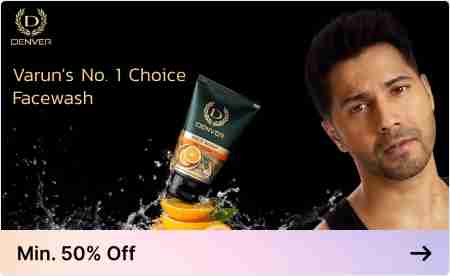 D
DENVER
Varun's No. 1 Choice
Facewash
DENVER
Min. 50% Off